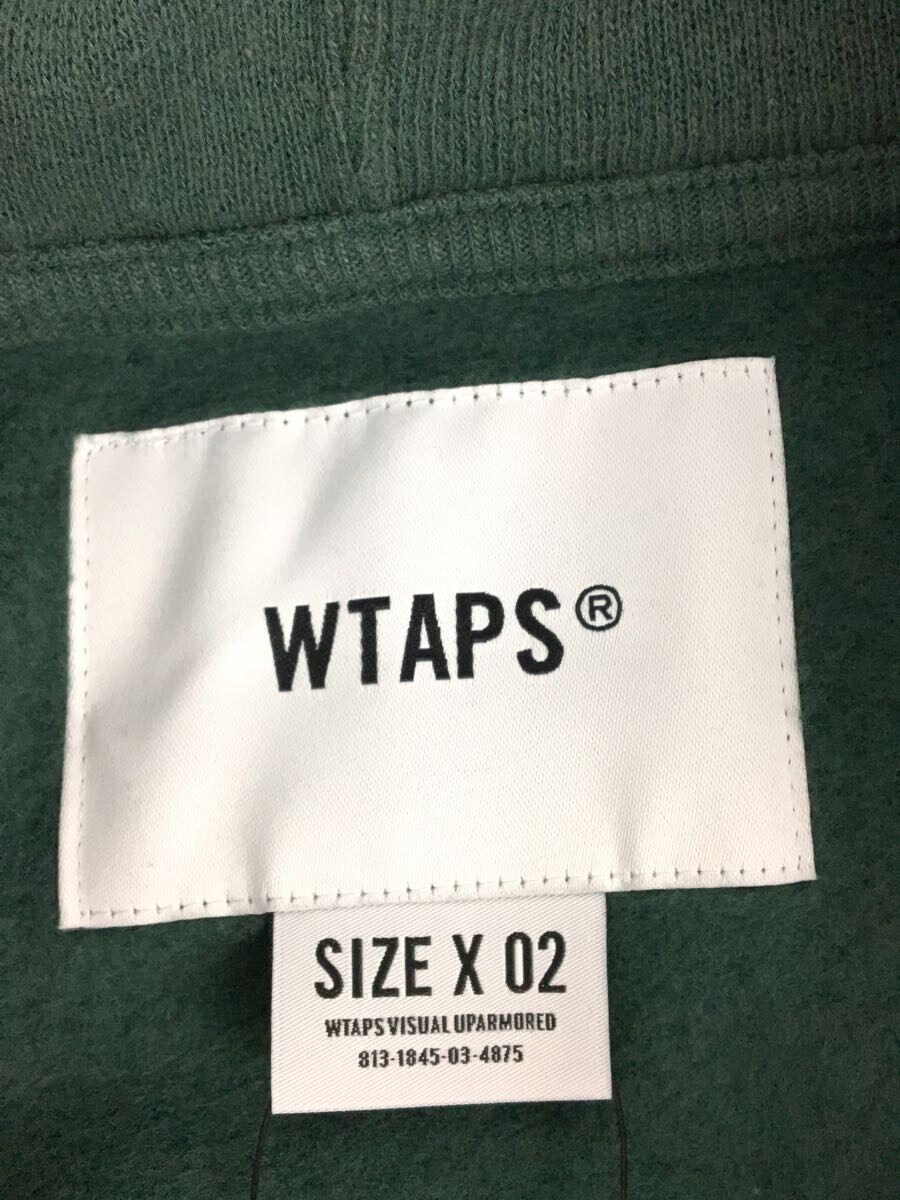 WTAPS®
SIZE X 02
WTAPS VISUAL UPARMORED
813-1845-03-4875